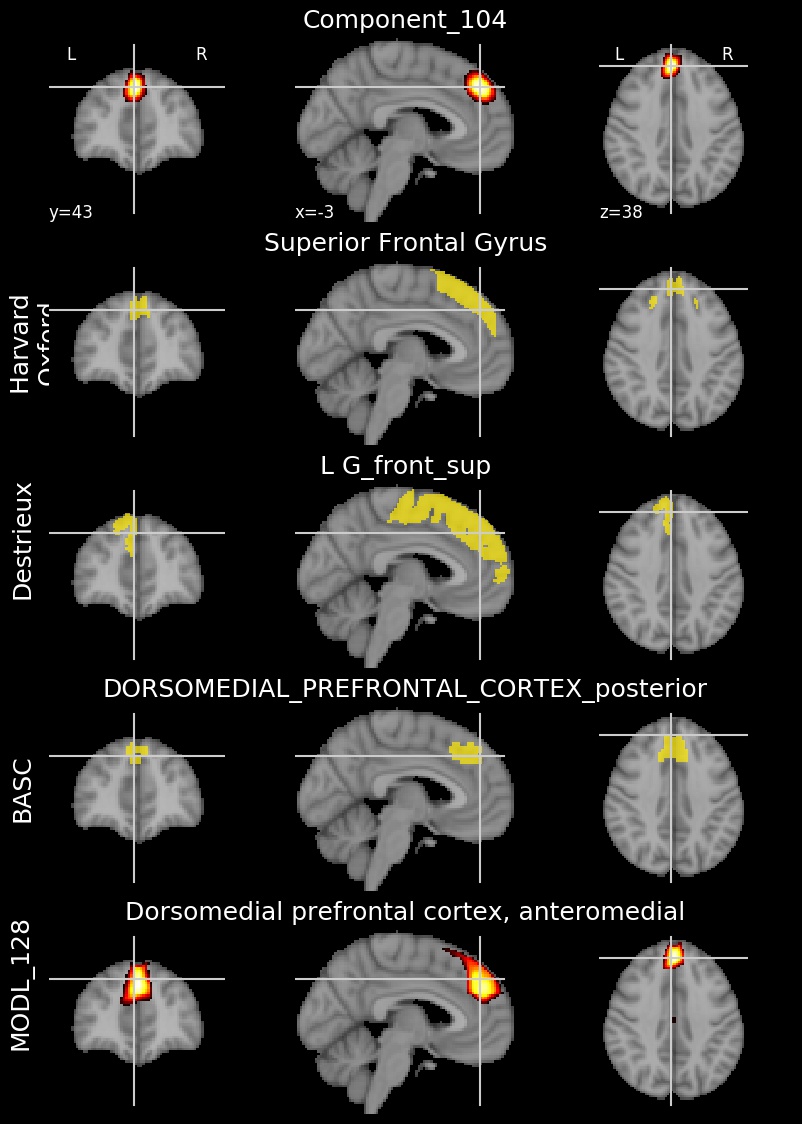 Component_104
L R L R
y=43 x=-3 z=38
Superior Frontal Gyrus
Harvard
Oxford
L G_front_sup
Destrieux
DORSOMEDIAL_PREFRONTAL_CORTEX_posterior
BASC
Dorsomedial prefrontal cortex, anteromedial
MODL_128